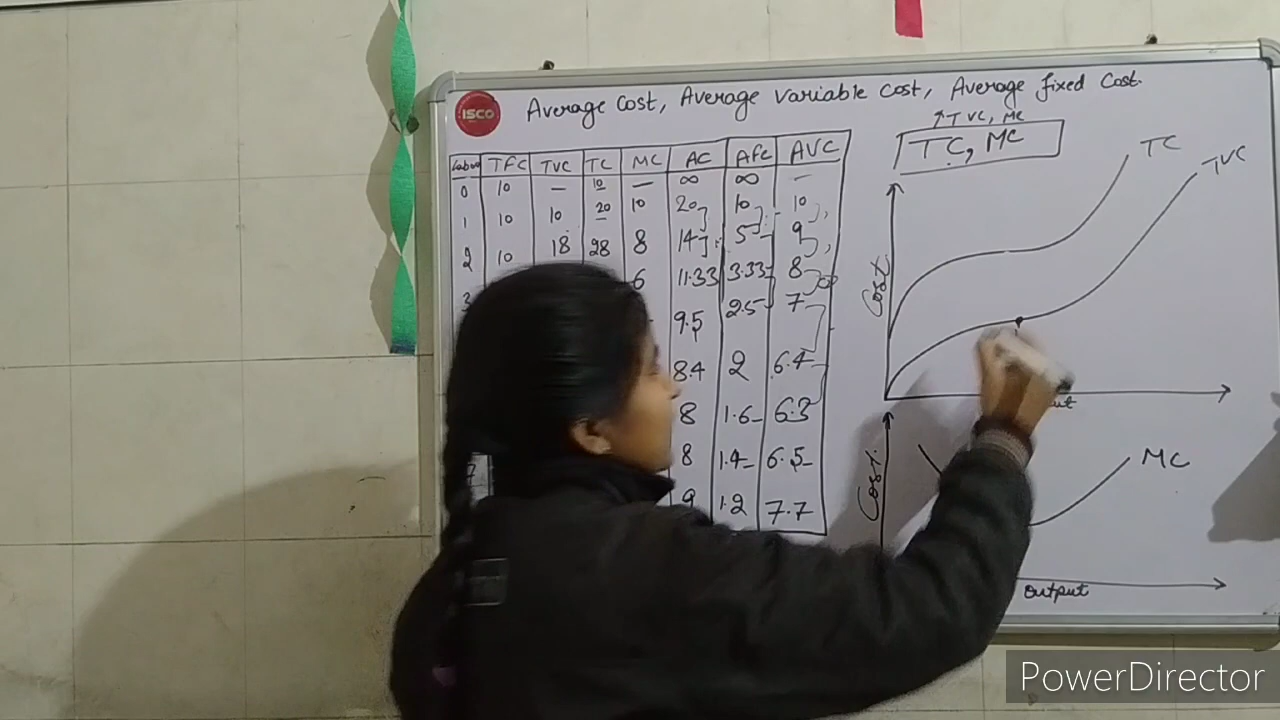 ISCO
Average Cost, Average Variable Cost, Average fixed Cost.
↑TVC, MC
TC, MC
Labour TFC TVC TC MC AC AFC AVC
0 10 — 10 — ∞ ∞ —
1 10 10 20 10 20 10 10
2 10 18 28 8 14 5 9
3 6 11.33 3.33 8
9.5 2.5 7
8.4 2 6.4
8 1.6 6.3
7 8 1.4 6.5
9 1.2 7.7
TC
TVC
Cost
MC
Cost
output
PowerDirector